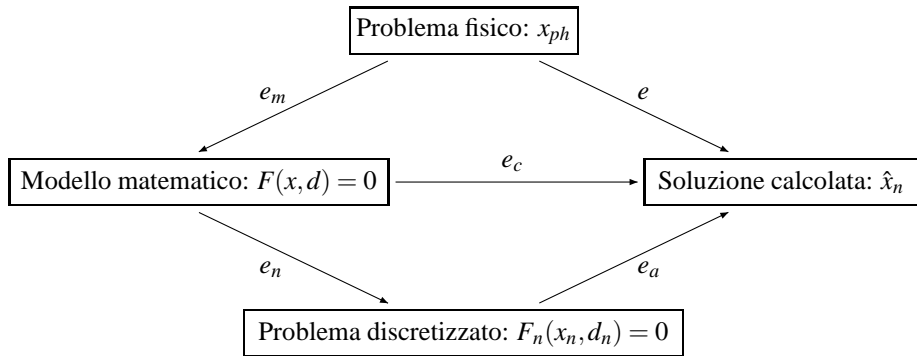 Problema fisico: x_ph
e_m
e
Modello matematico: F(x,d) = 0
e_c
Soluzione calcolata: x̂_n
e_n
e_a
Problema discretizzato: F_n(x_n,d_n) = 0